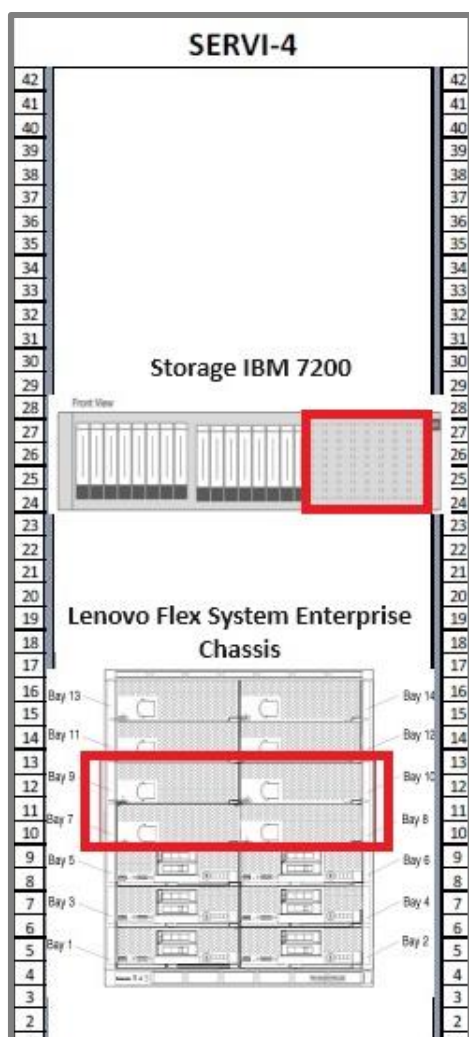 SERVI-4
42 42
41 41
40 40
39 39
38 38
37 37
36 36
35 35
34 34
33 33
32 32
31 31
30 Storage IBM 7200 30
29 29
28 Front View 28
27 27
26 26
25 25
24 24
23 23
22 22
21 21
20 20
19 Lenovo Flex System Enterprise 19
18 Chassis 18
17 17
16 Bay 13 Bay 14 16
15 15
14 Bay 11 Bay 12 14
13 13
12 Bay 9 Bay 10 12
11 11
10 Bay 7 Bay 8 10
9 Bay 5 Bay 6 9
8 8
7 Bay 3 Bay 4 7
6 6
5 Bay 1 Bay 2 5
4 4
3 3
2 2